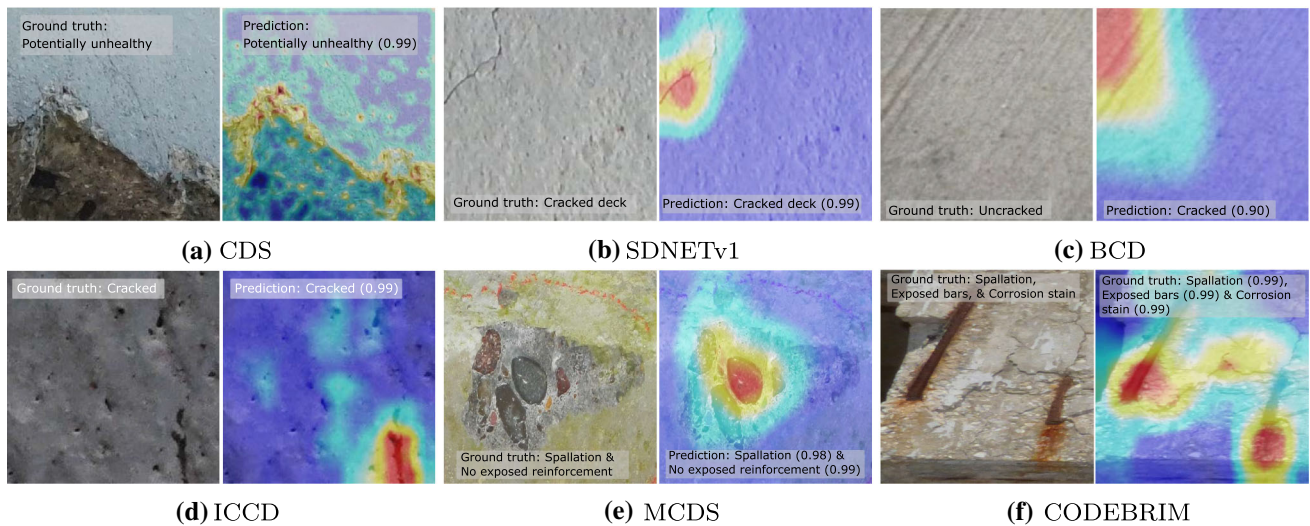 Ground truth:
Potentially unhealthy
Prediction:
Potentially unhealthy (0.99)
(a) CDS
Ground truth: Cracked deck
Prediction: Cracked deck (0.99)
(b) SDNETv1
Ground truth: Uncracked
Prediction: Cracked (0.90)
(c) BCD
Ground truth: Cracked
Prediction: Cracked (0.99)
(d) ICCD
Ground truth: Spallation &
No exposed reinforcement
Prediction: Spallation (0.98) &
No exposed reinforcement (0.99)
(e) MCDS
Ground truth: Spallation,
Exposed bars, & Corrosion stain
Ground truth: Spallation (0.99),
Exposed bars (0.99) & Corrosion
stain (0.99)
(f) CODEBRIM